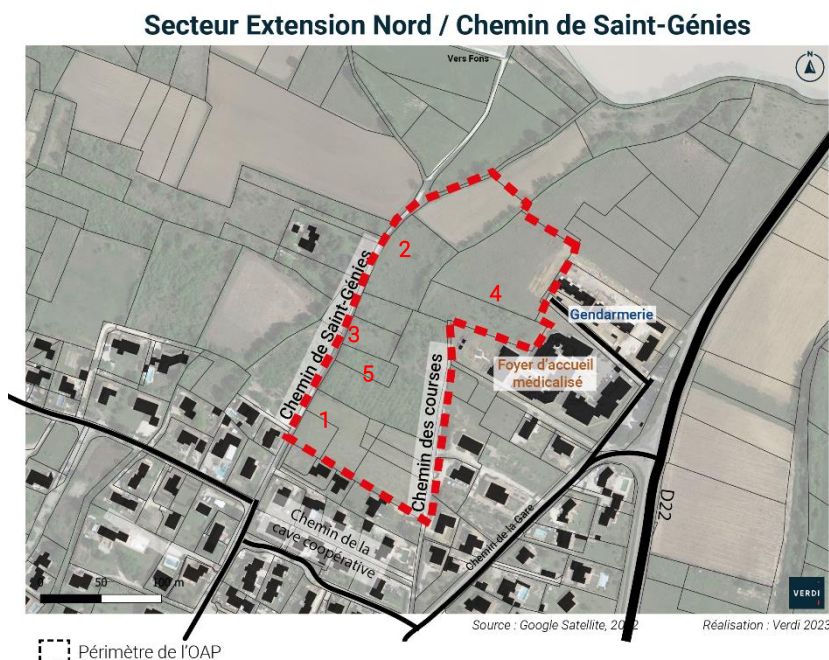 Secteur Extension Nord / Chemin de Saint-Génies
Vers Fons
N
2
Chemin de Saint-Génies
4
Gendarmerie
3
Foyer d'accueil
médicalisé
5
Chemin des courses
1
D22
Chemin de la
cave coopérative
Chemin de la Gare
50
100 m
VERDI
Source : Google Satellite, 2022
Réalisation : Verdi 2023
Périmètre de l'OAP